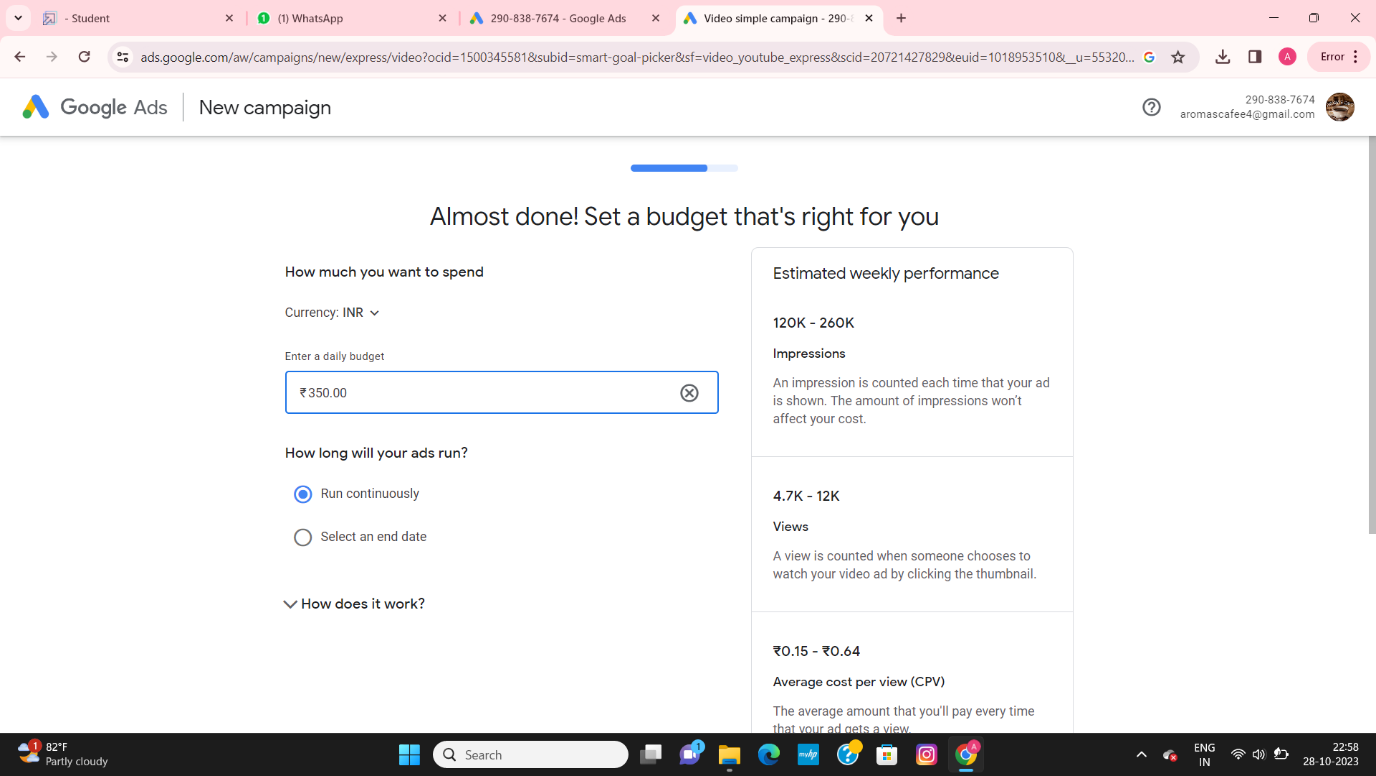 - Student
1
(1) WhatsApp
290-838-7674 - Google Ads
Video simple campaign - 290-8
ads.google.com/aw/campaigns/new/express/video?ocid=1500345581&subid=smart-goal-picker&sf=video_youtube_express&scid=20721427829&euid=1018953510&__u=55320...
G
A
Error
Google Ads
New campaign
290-838-7674
aromascafee4@gmail.com
Almost done! Set a budget that's right for you
How much you want to spend
Currency: INR
Enter a daily budget
₹350.00
How long will your ads run?
Run continuously
Select an end date
How does it work?
Estimated weekly performance
120K - 260K
Impressions
An impression is counted each time that your ad
is shown. The amount of impressions won't
affect your cost.
4.7K - 12K
Views
A view is counted when someone chooses to
watch your video ad by clicking the thumbnail.
₹0.15 - ₹0.64
Average cost per view (CPV)
The average amount that you'll pay every time
that your ad gets a view.
1
82°F
Partly cloudy
Search
1
myhp
?
A
ENG
IN
22:58
28-10-2023